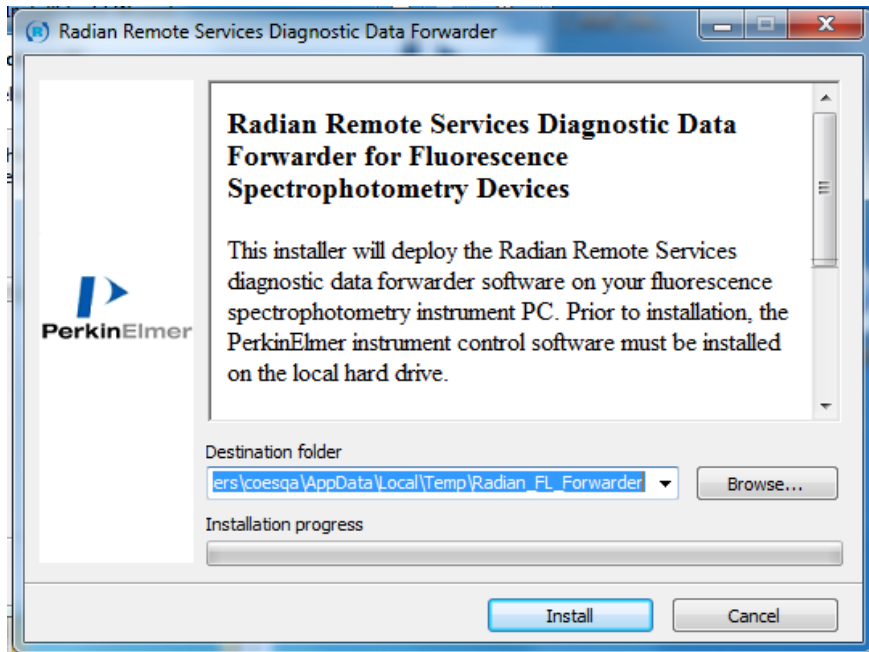 Radian Remote Services Diagnostic Data Forwarder
Radian Remote Services Diagnostic Data
Forwarder for Fluorescence
Spectrophotometry Devices
This installer will deploy the Radian Remote Services
diagnostic data forwarder software on your fluorescence
spectrophotometry instrument PC. Prior to installation, the
PerkinElmer instrument control software must be installed
on the local hard drive.
PerkinElmer
Destination folder
ers\coesqa\AppData\Local\Temp\Radian_FL_Forwarder
Browse...
Installation progress
Install
Cancel